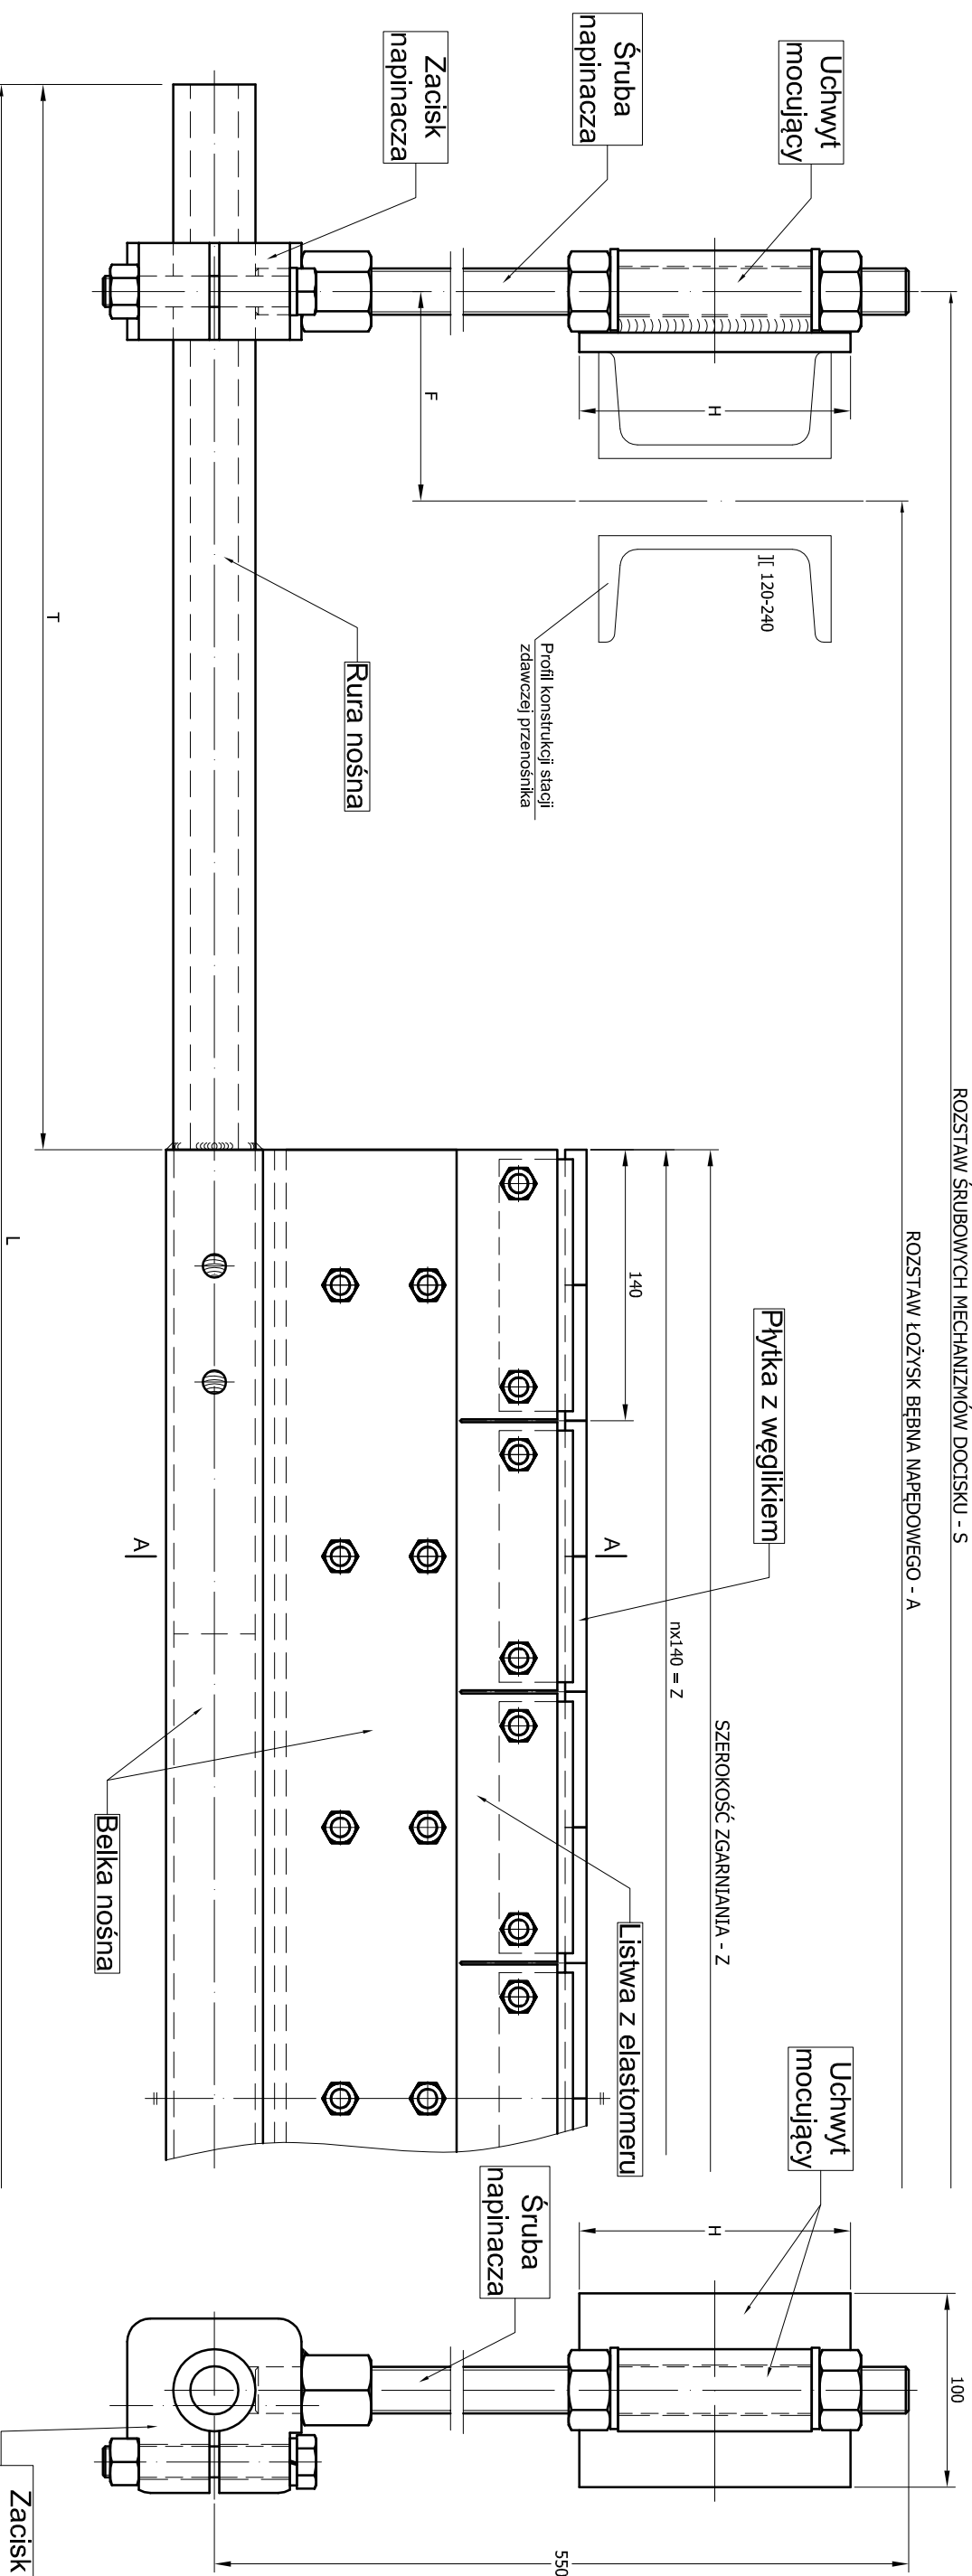 ROZSTAW ŚRUBOWYCH MECHANIZMÓW DOCISKU - S
ROZSTAW ŁOŻYSK BĘBNA NAPĘDOWEGO - A
Uchwyt
mocujący
Śruba
napinacza
Zacisk
napinacza
H
F
][ 120-240
Profil konstrukcji stacji
zdawczej przenośnika
Rura nośna
T
L
SZEROKOŚĆ ZGARNIANIA - Z
nx140 = Z
140
Płytka z węglikiem
A
A
Listwa z elastomeru
Belka nośna
Uchwyt
mocujący
Śruba
napinacza
H
100
550
Zacisk